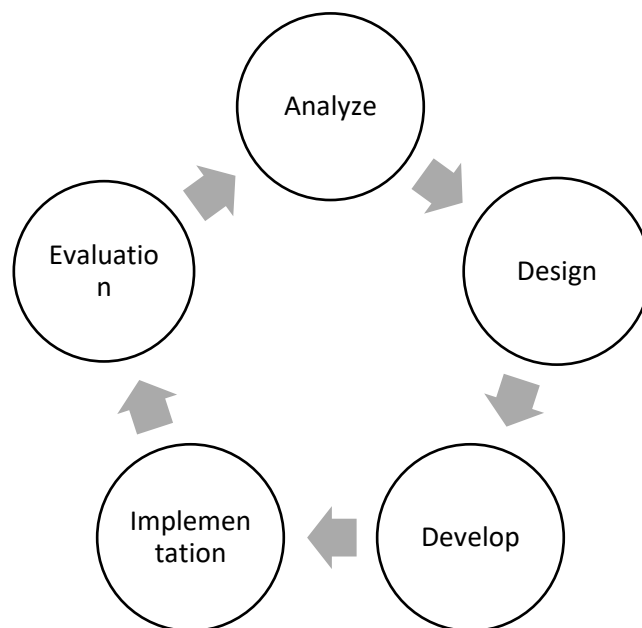 Analyze
Design
Develop
Implemen
tation
Evaluatio
n